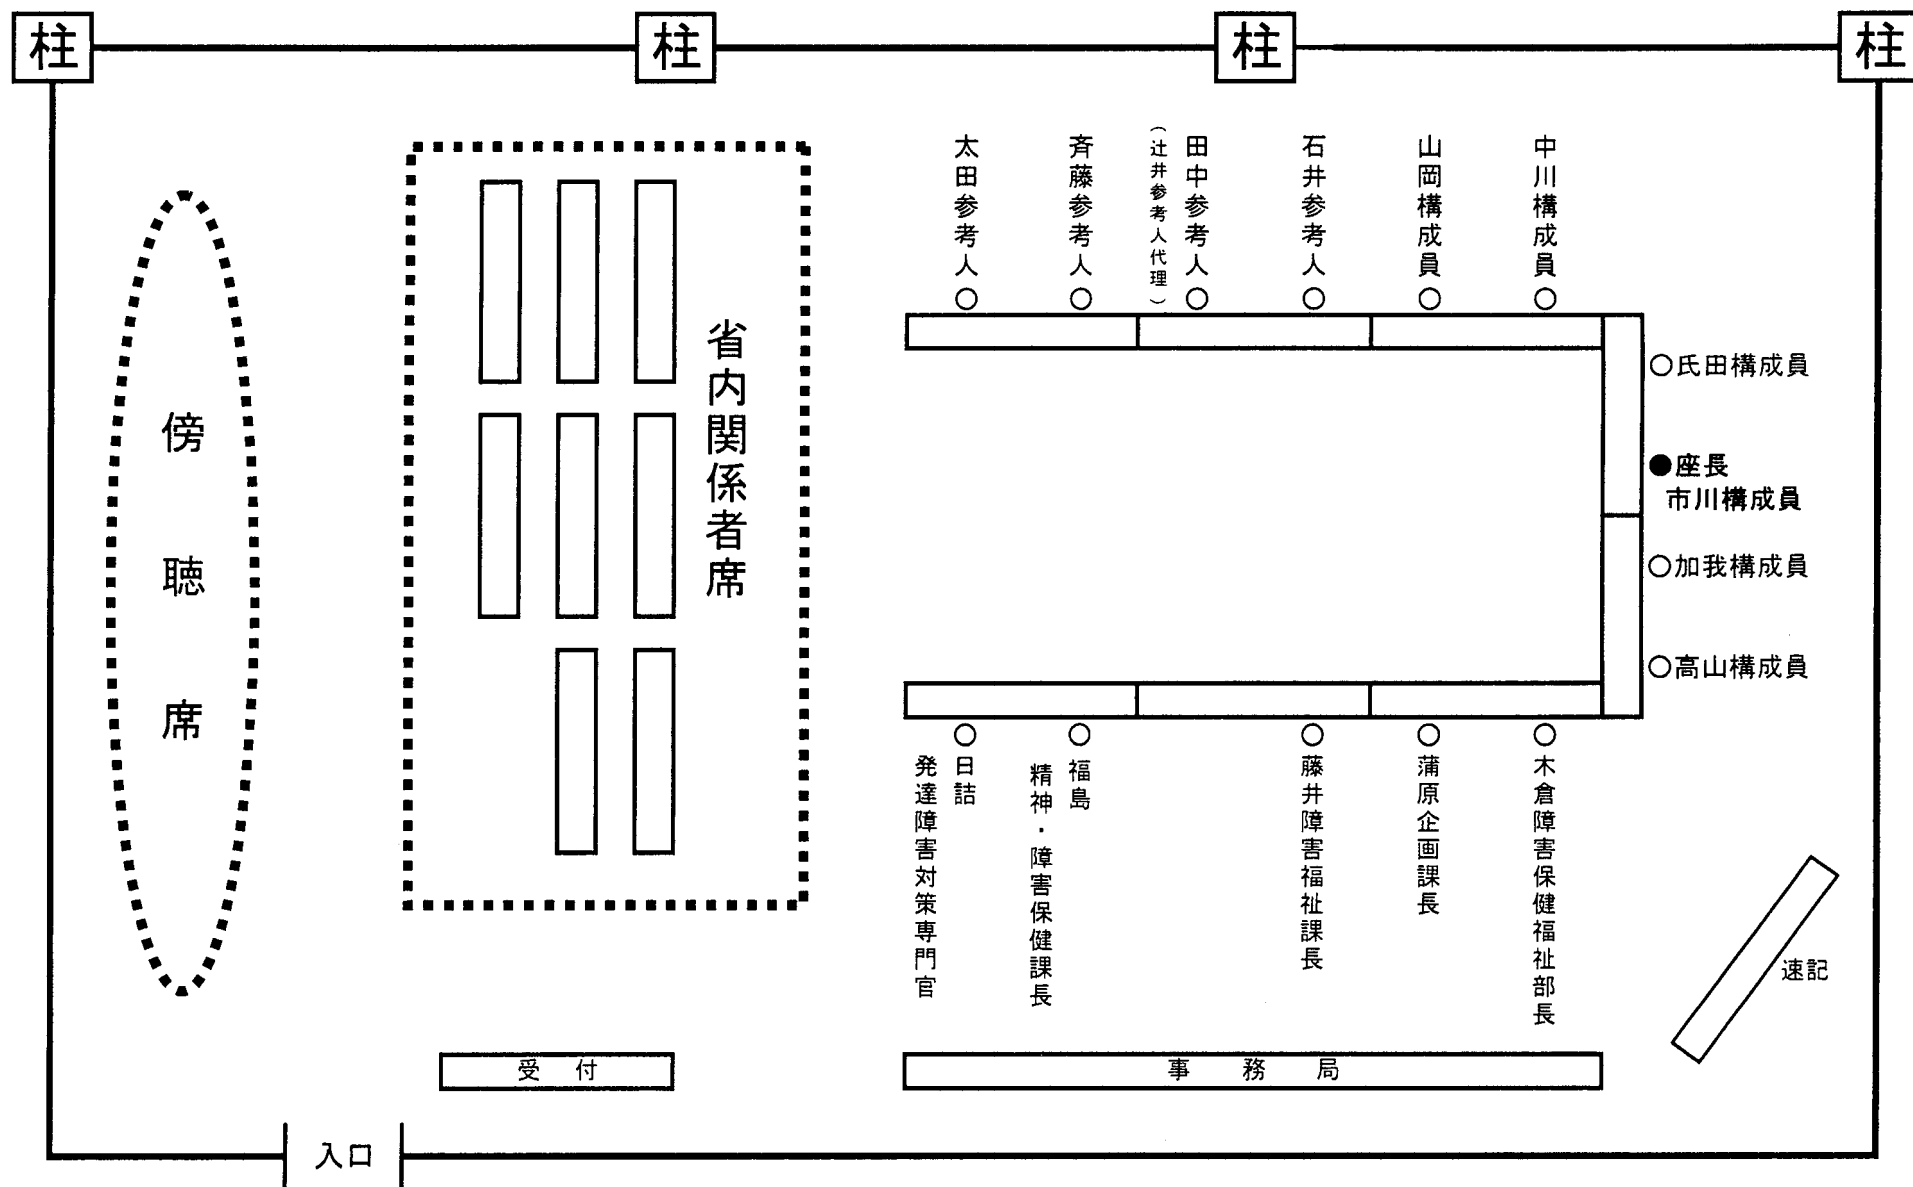 柱
柱
柱
柱
傍聴席
省内関係者席
太田参考人○
斉藤参考人○
田中参考人○
（辻井参考人代理）
石井参考人○
山岡構成員○
中川構成員○
○氏田構成員
●座長
市川構成員
○加我構成員
○高山構成員
○日詰
発達障害対策専門官
○福島
精神・障害保健課長
○藤井障害福祉課長
○蒲原企画課長
○木倉障害保健福祉部長
速記
受付
事務局
入口